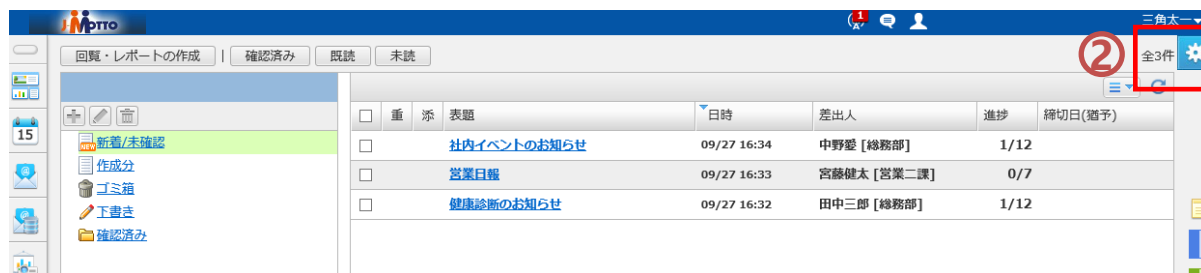 J-MOTTO
1
三角太一
回覧・レポートの作成 | 確認済み 既読 未読
②
全3件
重 添 表題 日時 差出人 進捗 締切日(猶予)
15
NEW 新着/未確認
社内イベントのお知らせ 09/27 16:34 中野愛 [総務部] 1/12
作成分
営業日報 09/27 16:33 宮藤健太 [営業二課] 0/7
ゴミ箱
健康診断のお知らせ 09/27 16:32 田中三郎 [総務部] 1/12
下書き
確認済み